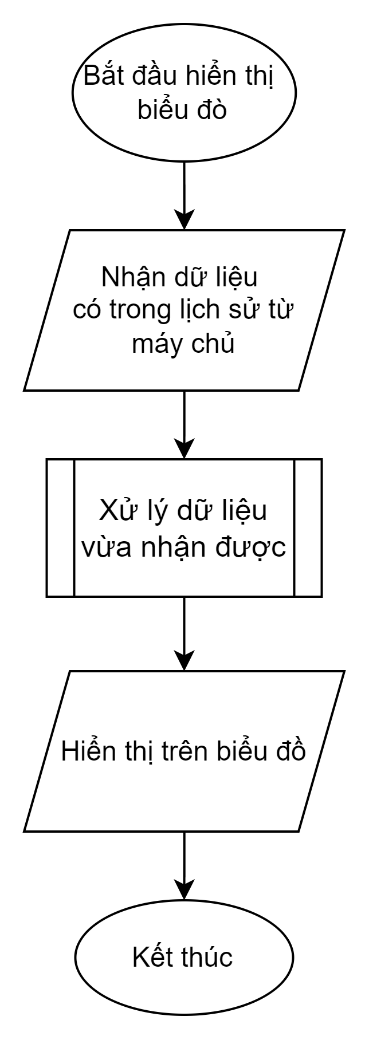 Bắt đầu hiển thị
biểu đò
Nhận dữ liệu
có trong lịch sử từ
máy chủ
Xử lý dữ liệu
vừa nhận được
Hiển thị trên biểu đồ
Kết thúc